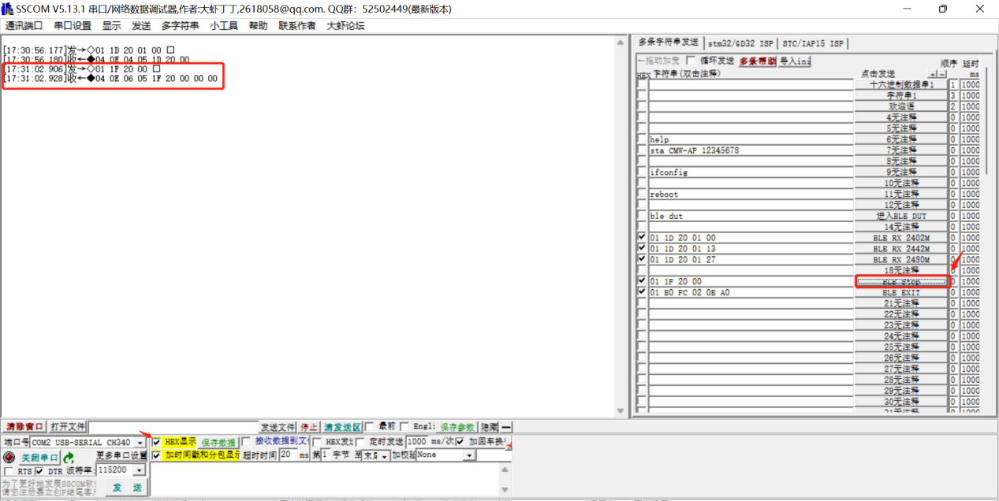 SSCOM V5.13.1 串口/网络数据调试器,作者:大虾丁丁,2618058@qq.com. QQ群: 52502449(最新版本)
通讯端口 串口设置 显示 发送 多字符串 小工具 帮助 联系作者 大虾论坛
[17:30:56.177]发→◇01 1D 20 01 00 □
[17:30:56.180]收←◆04 0E 04 05 1D 20 00
[17:31:02.906]发→◇01 1F 20 00 □
[17:31:02.928]收←◆04 0E 06 05 1F 20 00 00 00
多条字符串发送 stm32/GD32 ISP STC/IAP15 ISP
←拖动加宽 循环发送 多条帮助 导入ini 顺序 延时
HEX 字符串(双击注释) 点击发送 + - ms
十六进制数据串1 1 1000
字符串1 3 1000
欢迎语 2 1000
4无注释 0 1000
5无注释 0 1000
help 6无注释 0 1000
sta CMW-AP 12345678 7无注释 0 1000
8无注释 0 1000
ifconfig 9无注释 0 1000
10无注释 0 1000
reboot 11无注释 0 1000
12无注释 0 1000
ble dut 进入BLE DUT 0 1000
14无注释 0 1000
01 1D 20 01 00 BLE RX 2402M 0 1000
01 1D 20 01 13 BLE RX 2442M 0 1000
01 1D 20 01 27 BLE RX 2480M 0 1000
18无注释 0 1000
01 1F 20 00 BLE Stop 0 1000
01 E0 FC 02 0E A0 BLE EXIT 0 1000
21无注释 0 1000
22无注释 0 1000
23无注释 0 1000
24无注释 0 1000
25无注释 0 1000
26无注释 0 1000
27无注释 0 1000
28无注释 0 1000
29无注释 0 1000
30无注释 0 1000
31无注释 0 1000
清除窗口 打开文件 发送文件 停止 清发送区 最前 Engli 保存参数 隐藏
端口号 COM2 USB-SERIAL CH340 HEX显示 保存数据 接收数据到文 HEX发 定时发送 1000 ms/次 加回车换
关闭串口 更多串口设置 加时间戳和分包显示 超时时间 20 ms 第1 字节 至 末尾 加校验 None
RTS DTR 波特率: 115200
为了更好地发展SSCOM软
请您注册嘉立创F结尾客
发 送